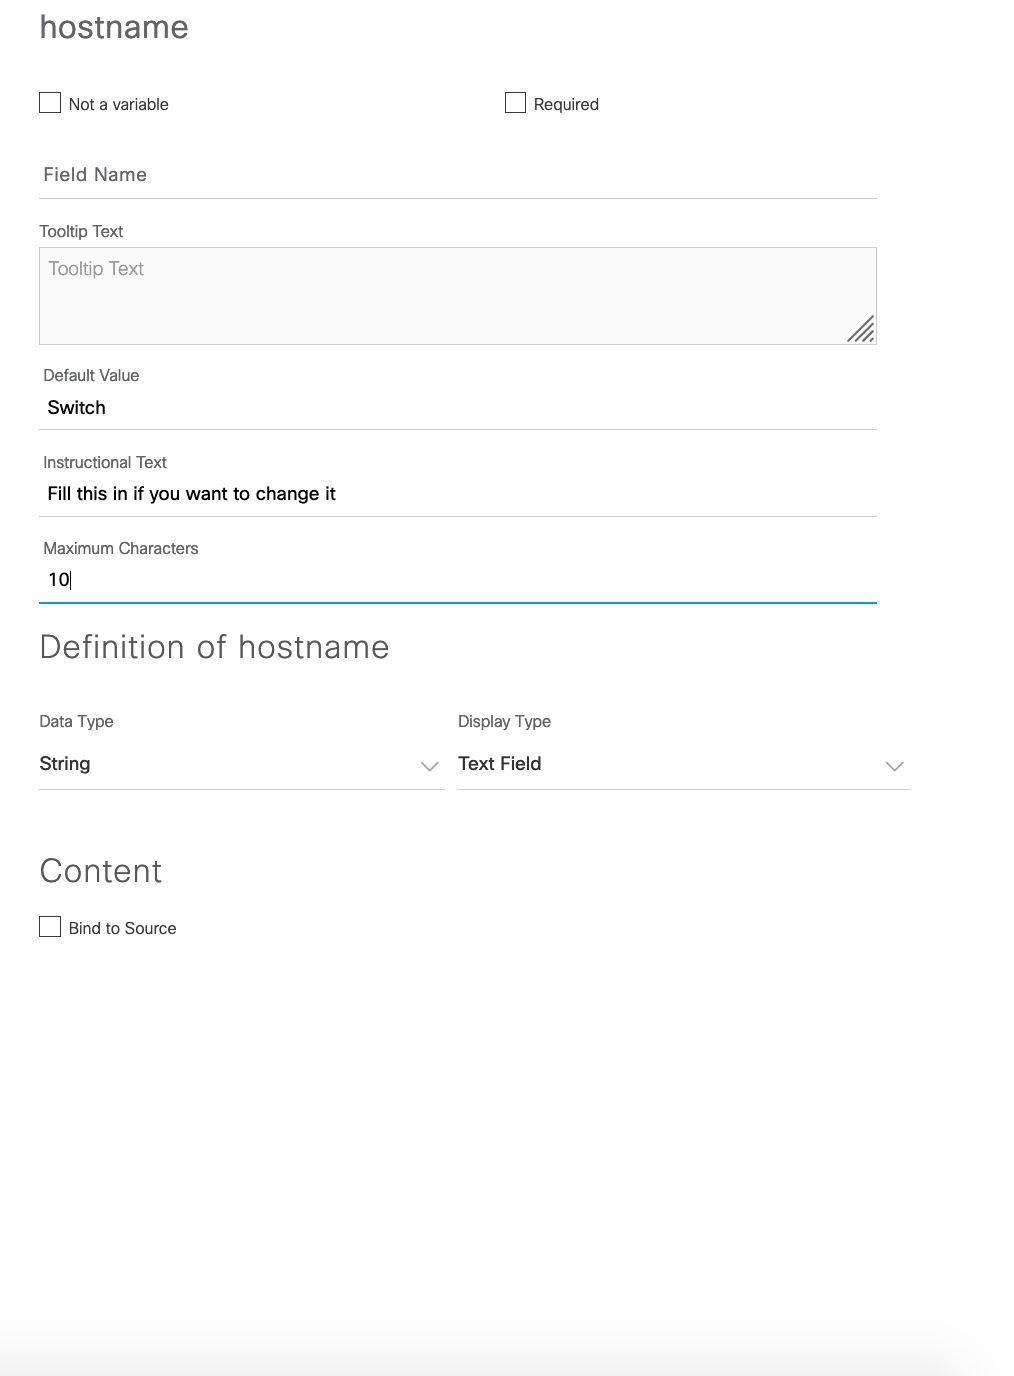 hostname
Not a variable
Required
Field Name
Tooltip Text
Tooltip Text
Default Value
Switch
Instructional Text
Fill this in if you want to change it
Maximum Characters
10
Definition of hostname
Data Type
Display Type
String
Text Field
Content
Bind to Source